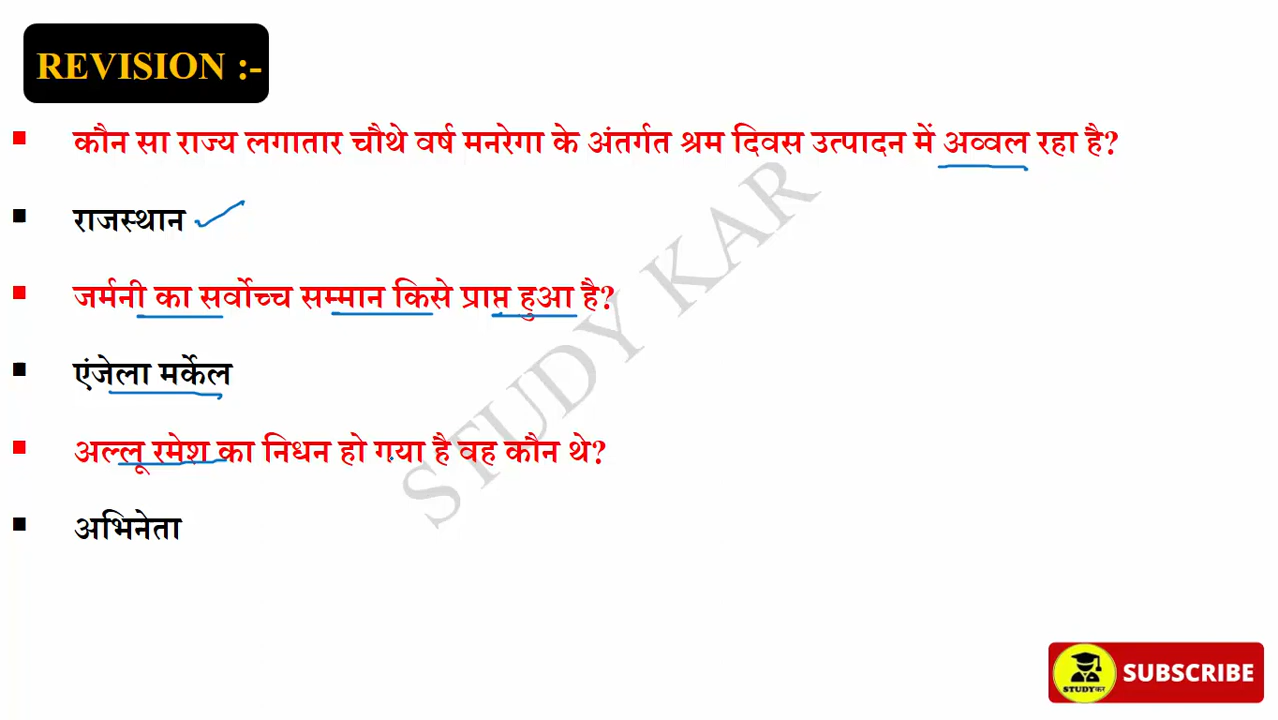 REVISION :-
कौन सा राज्य लगातार चौथे वर्ष मनरेगा के अंतर्गत श्रम दिवस उत्पादन में अव्वल रहा है?
राजस्थान
जर्मनी का सर्वोच्च सम्मान किसे प्राप्त हुआ है?
एंजेला मर्केल
अल्लू रमेश का निधन हो गया है वह कौन थे?
अभिनेता
STUDY KAR
STUDYकर
SUBSCRIBE